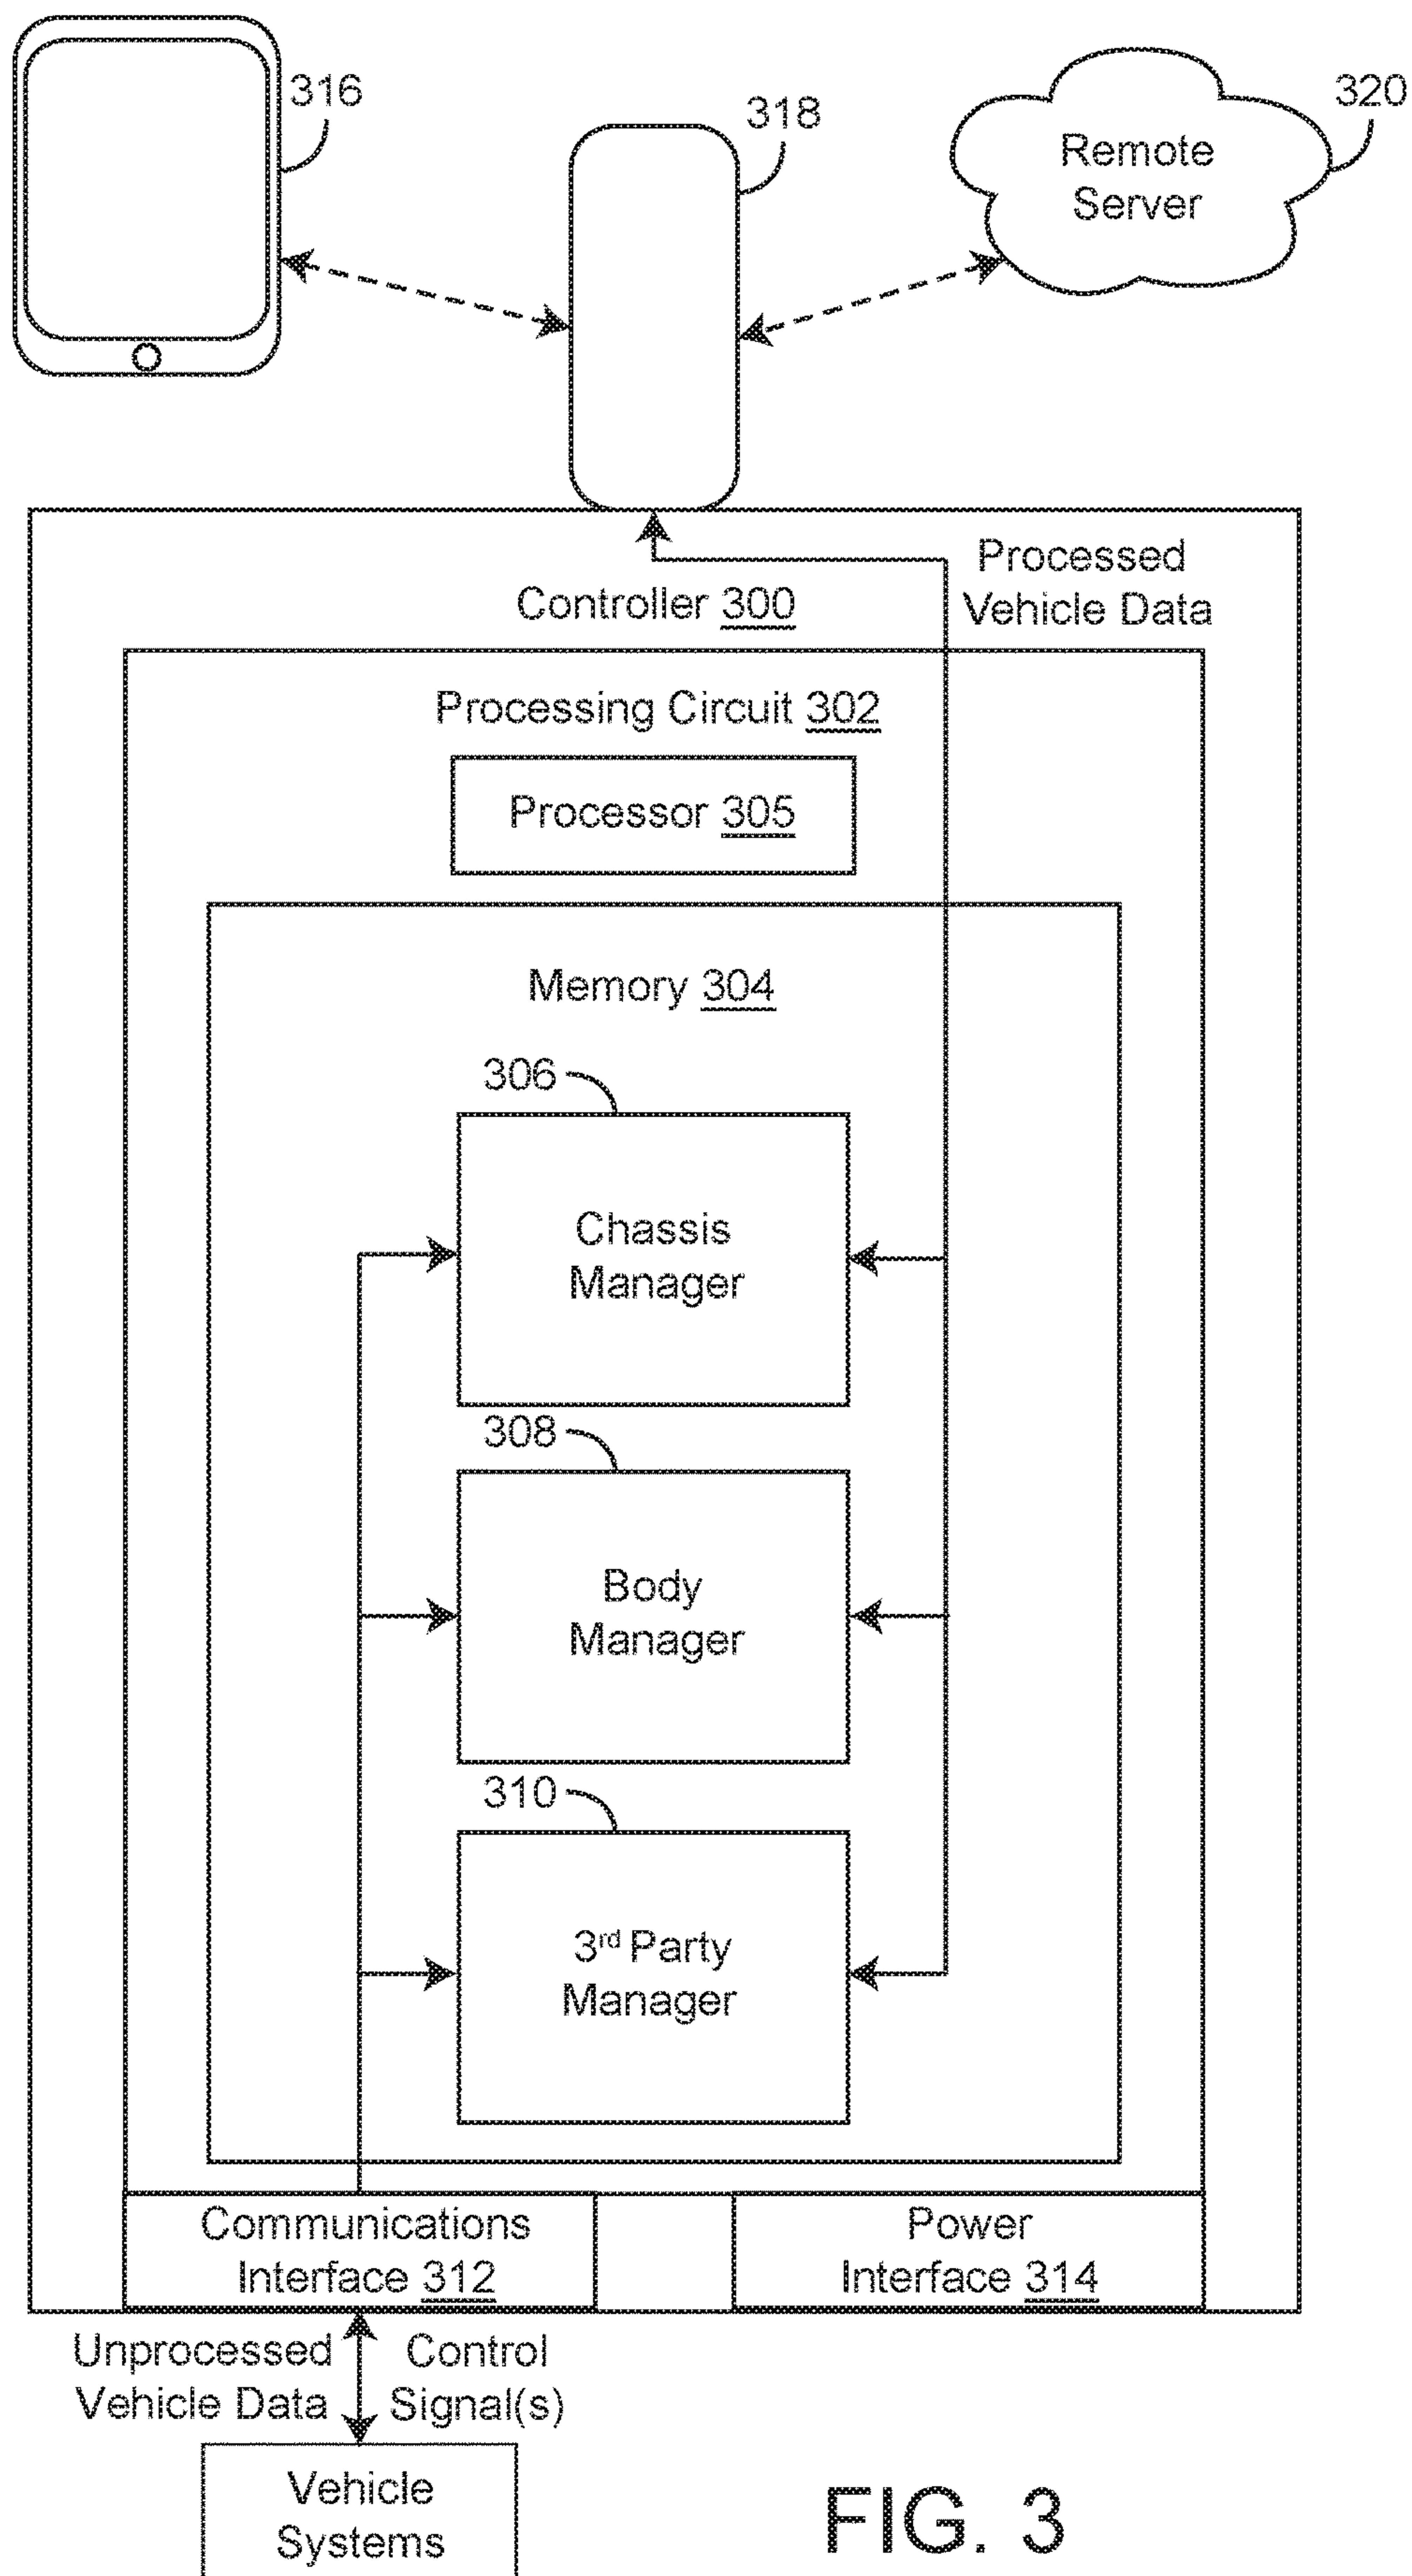 316
318
320
Remote
Server
Processed
Vehicle Data
Controller 300
Processing Circuit 302
Processor 305
Memory 304
306
Chassis
Manager
308
Body
Manager
310
3rd Party
Manager
Communications
Interface 312
Power
Interface 314
Unprocessed
Vehicle Data
Control
Signal(s)
Vehicle
Systems
FIG. 3